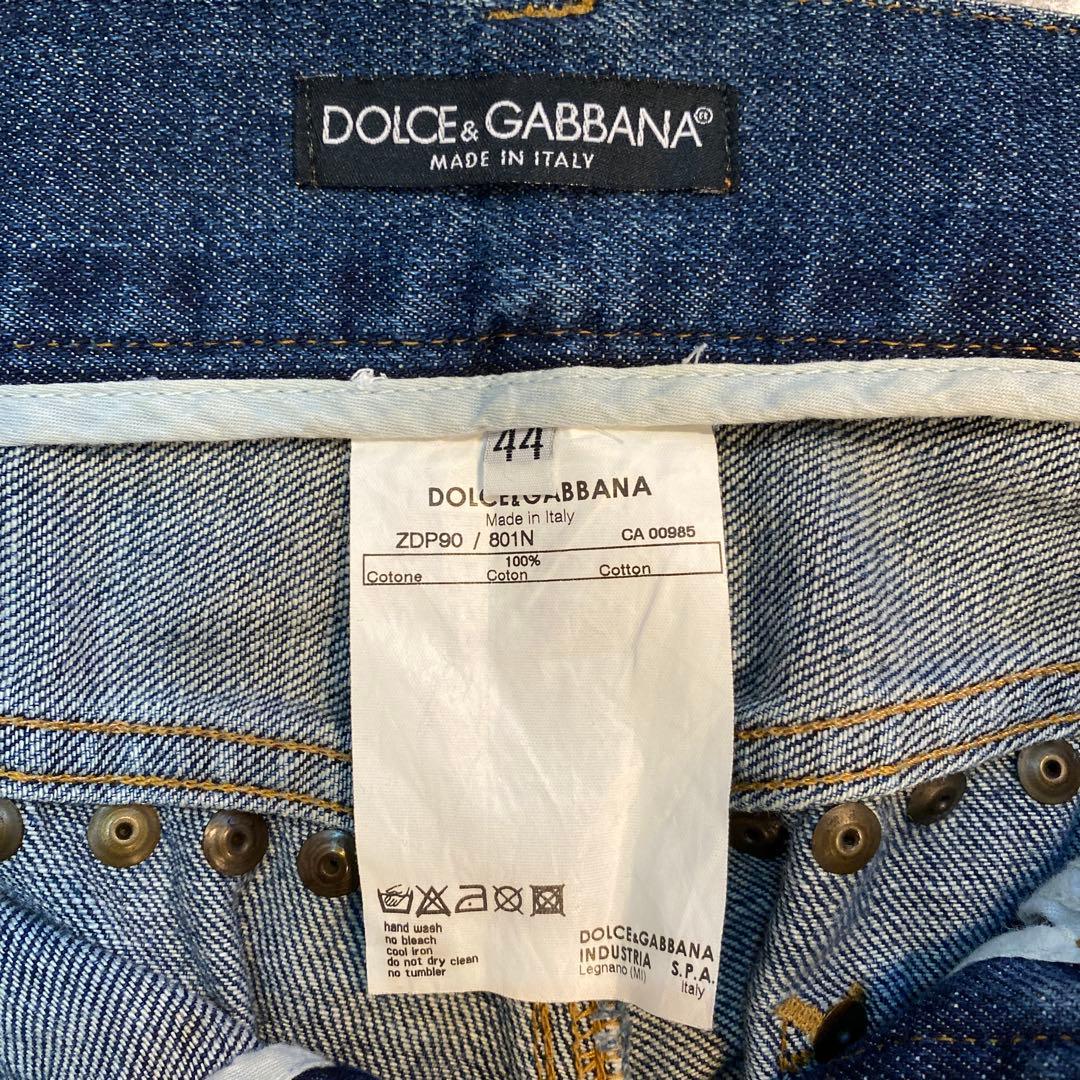 DOLCE & GABBANA®
MADE IN ITALY
44
DOLCE&GABBANA
Made in Italy
ZDP90 / 801N CA 00985
100%
Cotone Coton Cotton
hand wash
no bleach
cool iron
do not dry clean
no tumbler
DOLCE&GABBANA
INDUSTRIA S.P.A.
Legnano (MI) Italy